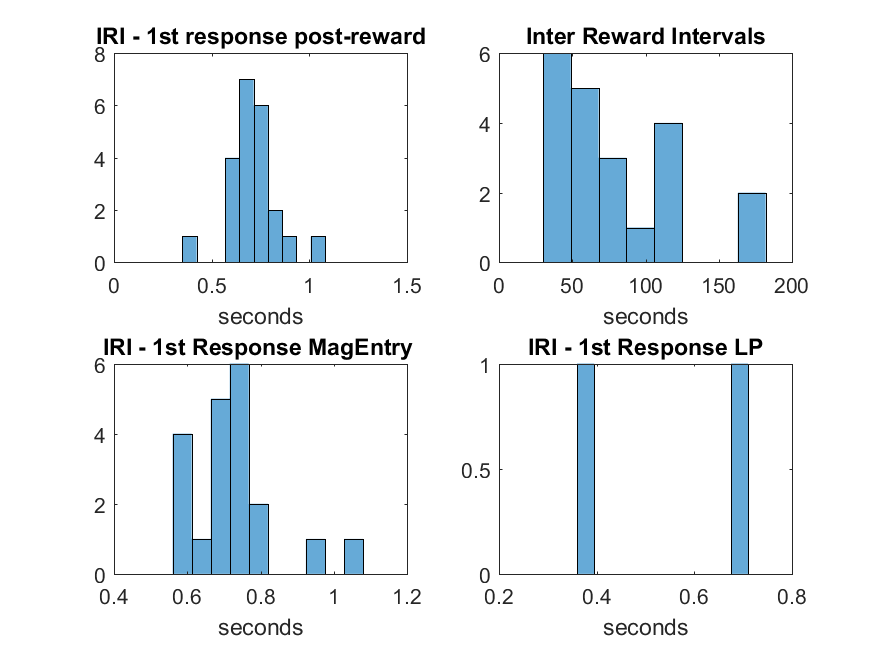 IRI - 1st response post-reward
8
6
4
2
0
0 0.5 1 1.5
seconds
Inter Reward Intervals
6
4
2
0
0 50 100 150 200
seconds
IRI - 1st Response MagEntry
6
4
2
0
0.4 0.6 0.8 1 1.2
seconds
IRI - 1st Response LP
1
0.5
0
0.2 0.4 0.6 0.8
seconds